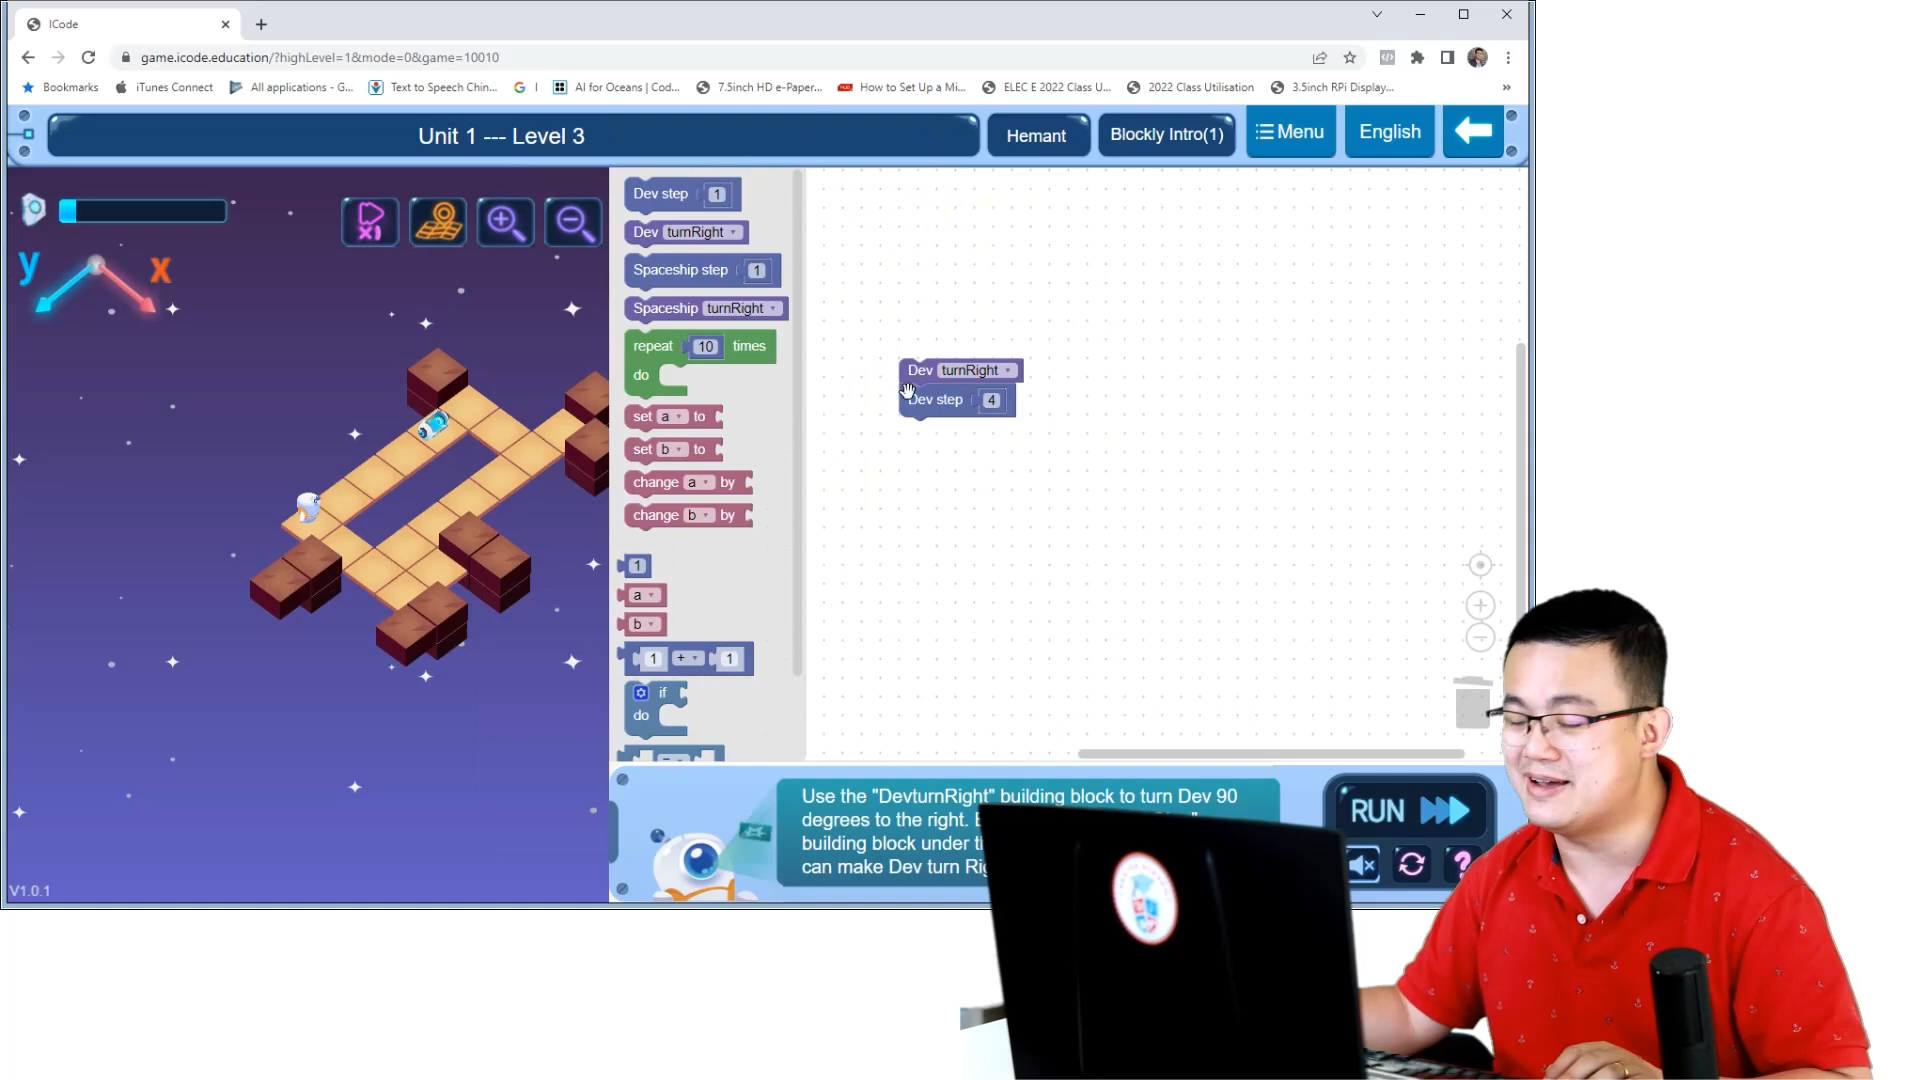 ICode
game.icode.education/?highLevel=1&mode=0&game=10010
Bookmarks
iTunes Connect
All applications - G...
Text to Speech Chin...
I
AI for Oceans | Cod...
7.5inch HD e-Paper...
How to Set Up a Mi...
ELEC E 2022 Class U...
2022 Class Utilisation
3.5inch RPi Display...
»
Unit 1 --- Level 3
Hemant
Blockly Intro(1)
Menu
English
X1
y
x
V1.0.1
Dev step 1
Dev turnRight
Spaceship step 1
Spaceship turnRight
repeat 10 times
do
set a to
set b to
change a by
change b by
1
a
b
1 + 1
if
do
=
Dev turnRight
Dev step 4
Use the "DevturnRight" building block to turn Dev 90
degrees to the right.
building block under
can make Dev turn
RUN
?